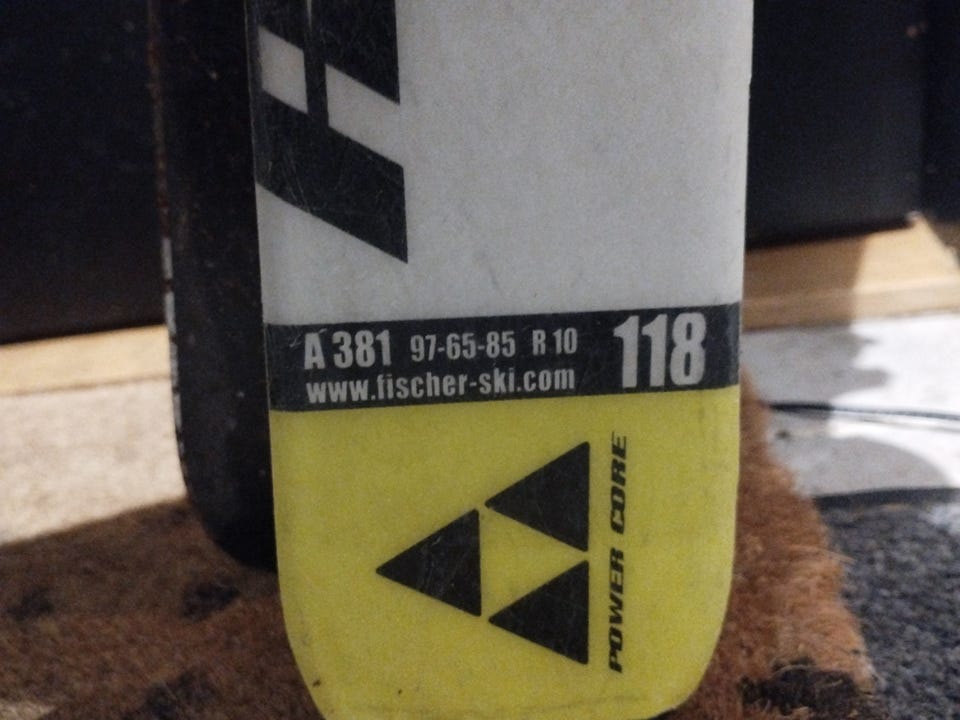 A 381 97-65-85 R 10 118
www.fischer-ski.com
POWER CORE